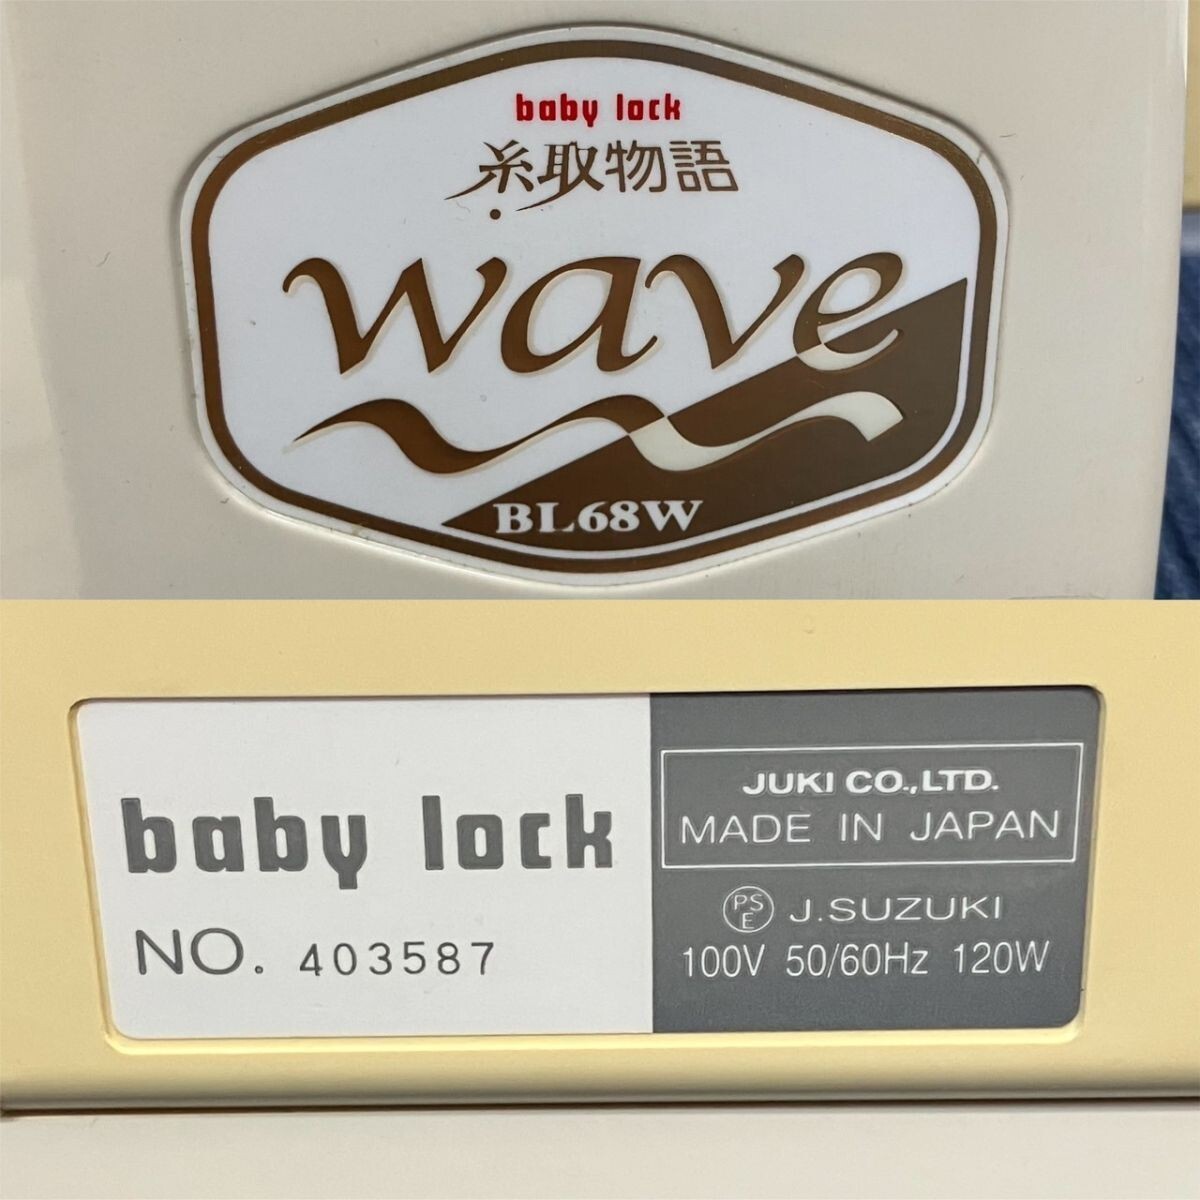 baby lock
糸取物語
wave
BL68W
baby lock
NO. 403587
JUKI CO.,LTD.
MADE IN JAPAN
PSE J.SUZUKI
100V 50/60Hz 120W